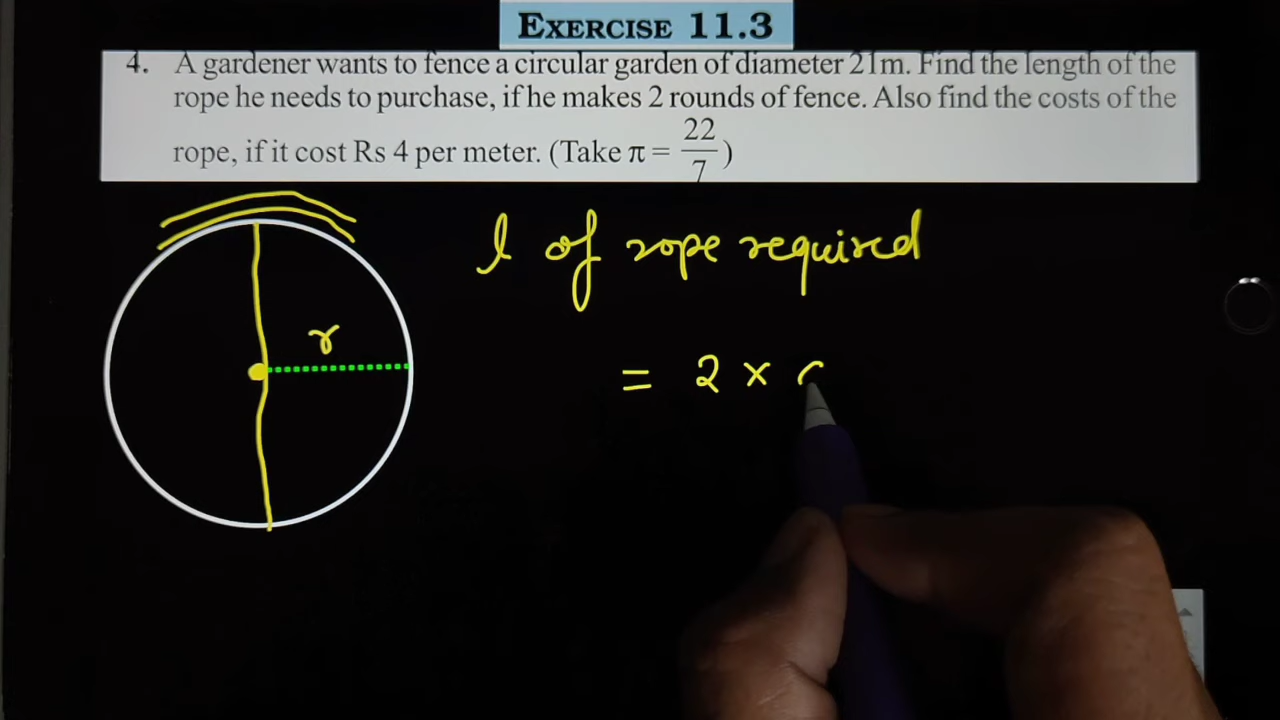 EXERCISE 11.3
4. A gardener wants to fence a circular garden of diameter 21m. Find the length of the
rope he needs to purchase, if he makes 2 rounds of fence. Also find the costs of the
rope, if it cost Rs 4 per meter. (Take π = 22/7)
l of rope required
r
= 2 × c